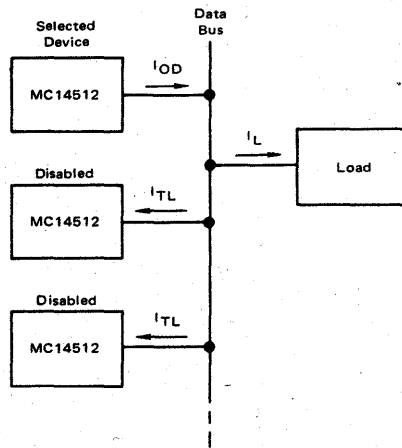 Selected
Device
MC14512
IOD
Data
Bus
IL
Load
Disabled
MC14512
ITL
Disabled
MC14512
ITL